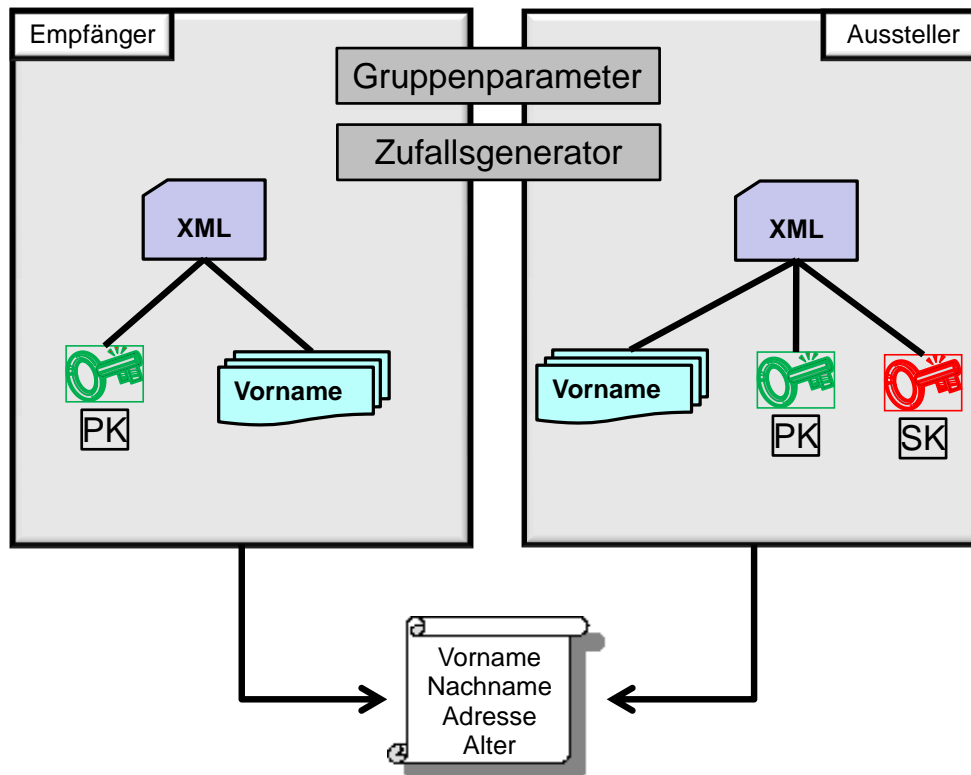 Empfänger
Aussteller
Gruppenparameter
Zufallsgenerator
XML
XML
Vorname
Vorname
PK
PK
SK
Vorname
Nachname
Adresse
Alter